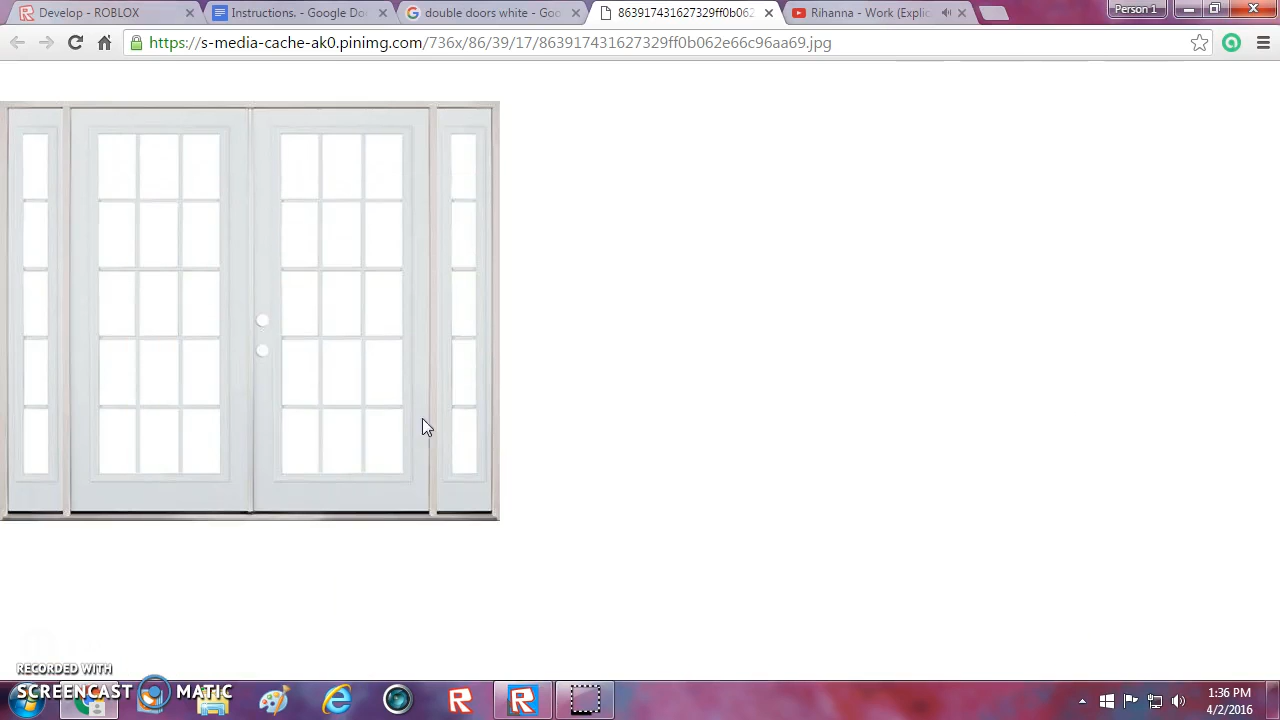 Develop - ROBLOX
Instructions. - Google Do
double doors white - Goo
863917431627329ff0b062
Rihanna - Work (Explic
Person 1
https://s-media-cache-ak0.pinimg.com/736x/86/39/17/863917431627329ff0b062e66c96aa69.jpg
RECORDED WITH
SCREENCAST MATIC
1:36 PM
4/2/2016